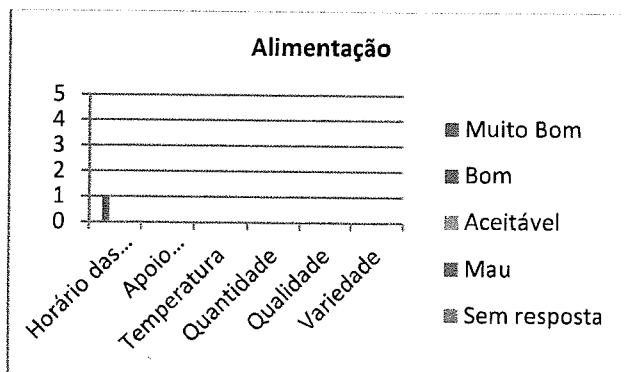 Alimentação
5
4
3
2
1
0
Horário das...
Apoio...
Temperatura
Quantidade
Qualidade
Variedade
Muito Bom
Bom
Aceitável
Mau
Sem resposta